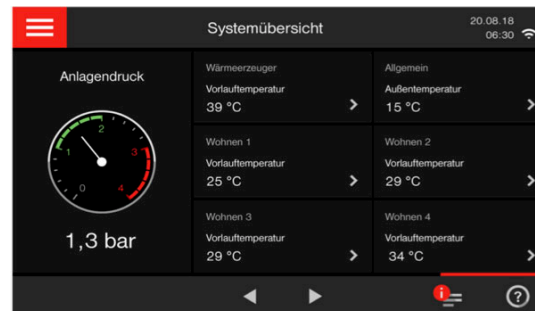 Systemübersicht
20.08.18
06:30
Anlagendruck
0
1
2
3
4
1,3 bar
Wärmeerzeuger
Vorlauftemperatur
39 °C
Allgemein
Außentemperatur
15 °C
Wohnen 1
Vorlauftemperatur
25 °C
Wohnen 2
Vorlauftemperatur
29 °C
Wohnen 3
Vorlauftemperatur
29 °C
Wohnen 4
Vorlauftemperatur
34 °C
i
?